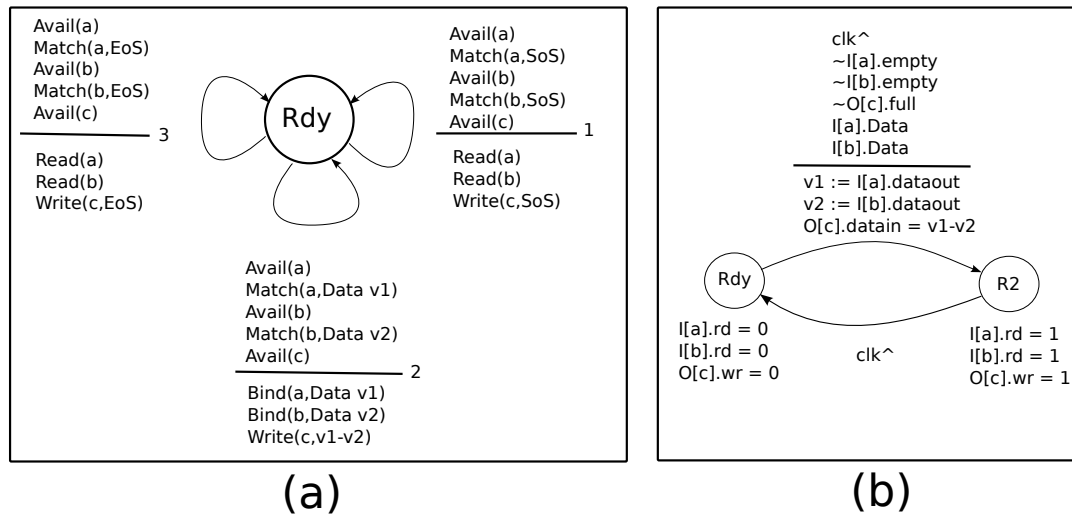 Avail(a)
Match(a,EoS)
Avail(b)
Match(b,EoS)
Avail(c)
3
Read(a)
Read(b)
Write(c,EoS)
Rdy
Avail(a)
Match(a,SoS)
Avail(b)
Match(b,SoS)
Avail(c)
1
Read(a)
Read(b)
Write(c,SoS)
Avail(a)
Match(a,Data v1)
Avail(b)
Match(b,Data v2)
Avail(c)
2
Bind(a,Data v1)
Bind(b,Data v2)
Write(c,v1-v2)
(a)
clk^
~I[a].empty
~I[b].empty
~O[c].full
I[a].Data
I[b].Data
v1 := I[a].dataout
v2 := I[b].dataout
O[c].datain = v1-v2
Rdy
R2
I[a].rd = 0
I[b].rd = 0
O[c].wr = 0
clk^
I[a].rd = 1
I[b].rd = 1
O[c].wr = 1
(b)